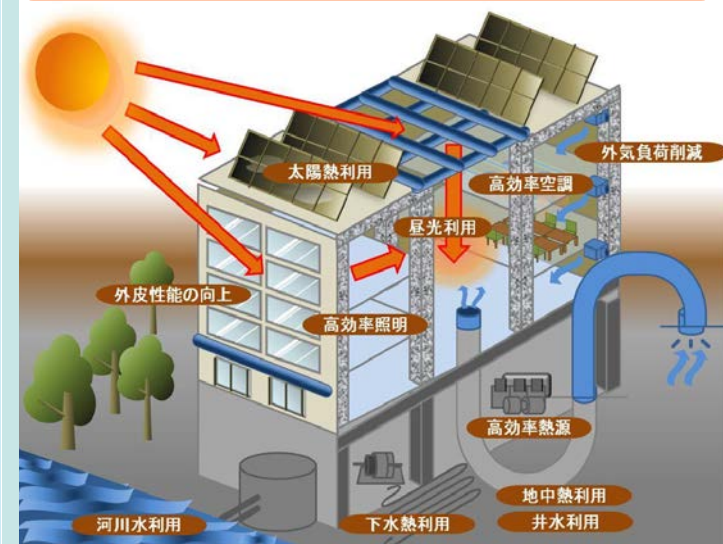 太陽熱利用
外気負荷削減
高効率空調
昼光利用
外皮性能の向上
高効率照明
高効率熱源
地中熱利用
河川水利用
下水熱利用
井水利用